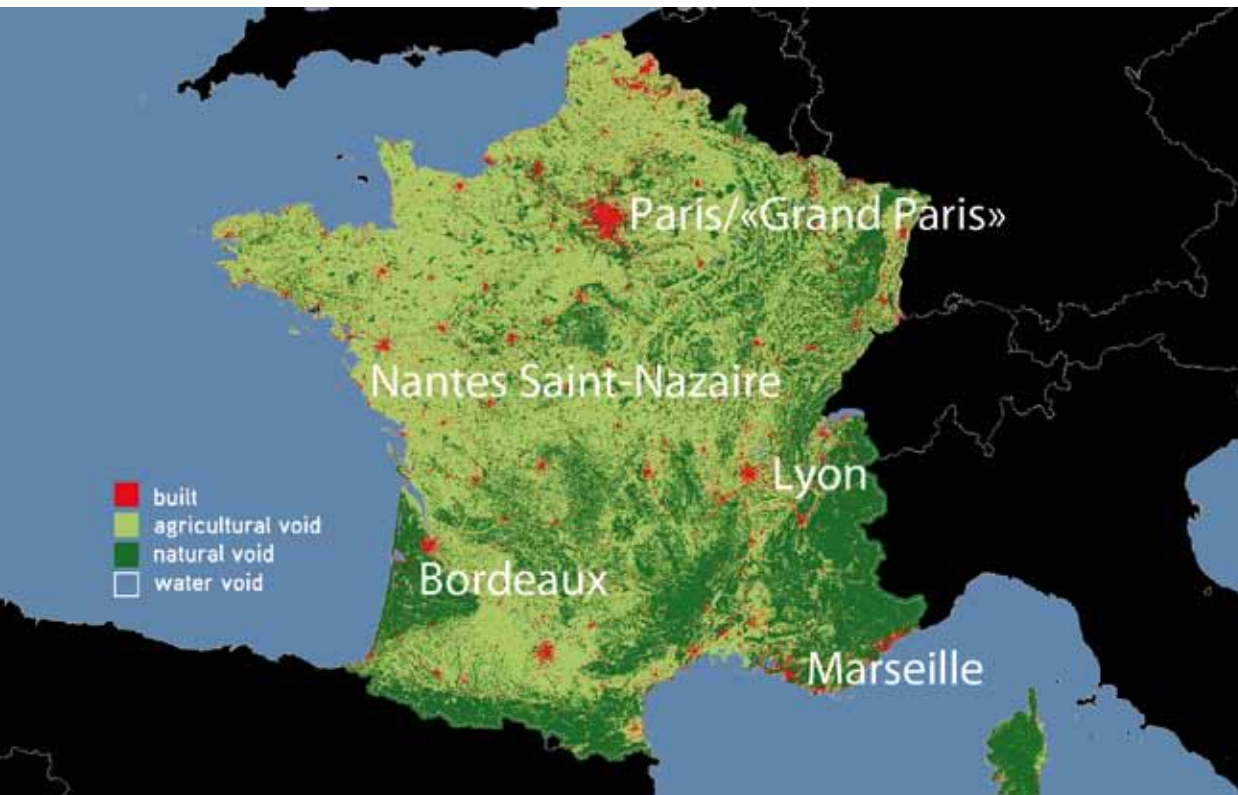 Paris/«Grand Paris»
Nantes Saint-Nazaire
Lyon
built
agricultural void
natural void
water void
Bordeaux
Marseille